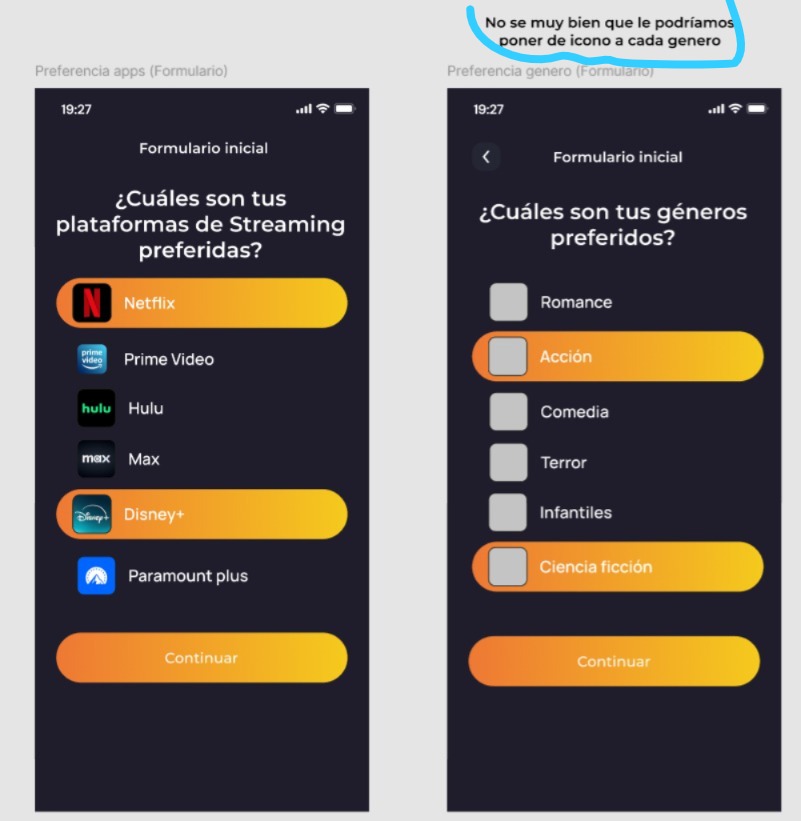 No se muy bien que le podríamos
poner de icono a cada genero
Preferencia apps (Formulario)
19:27
Formulario inicial
¿Cuáles son tus
plataformas de Streaming
preferidas?
N Netflix
prime
video
Prime Video
hulu Hulu
max Max
Disney+ Disney+
Paramount plus
Continuar
Preferencia genero (Formulario)
19:27
Formulario inicial
¿Cuáles son tus géneros
preferidos?
Romance
Acción
Comedia
Terror
Infantiles
Ciencia ficción
Continuar